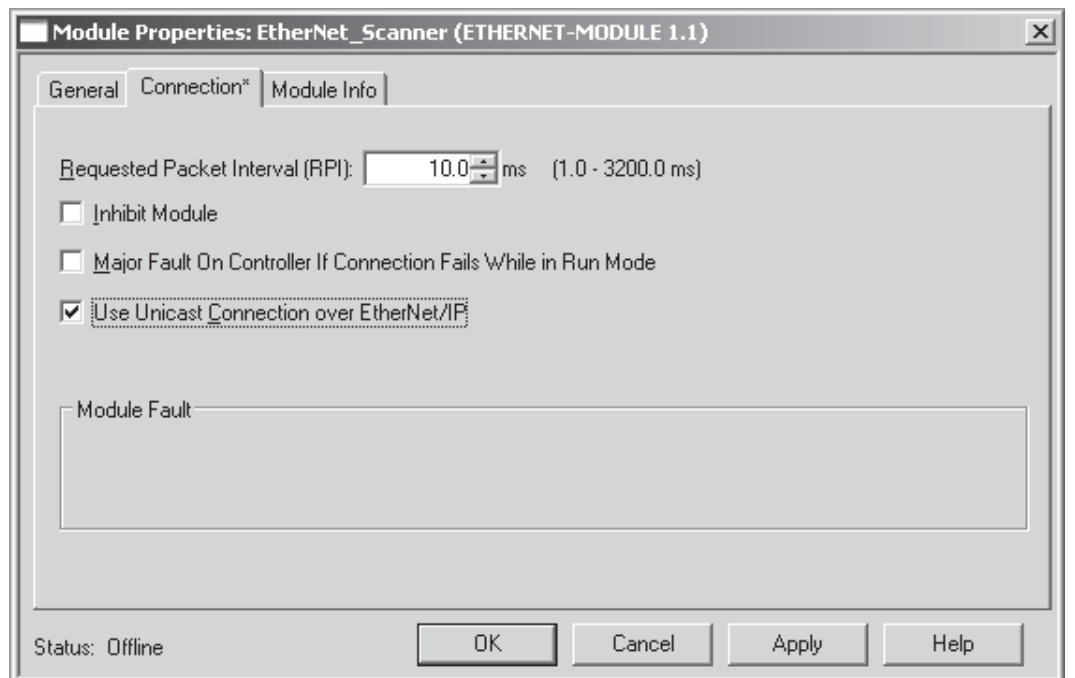 Module Properties: EtherNet_Scanner (ETHERNET-MODULE 1.1)
General Connection* Module Info
Requested Packet Interval (RPI): 10.0 ms (1.0 - 3200.0 ms)
Inhibit Module
Major Fault On Controller If Connection Fails While in Run Mode
Use Unicast Connection over EtherNet/IP
Module Fault
Status: Offline OK Cancel Apply Help